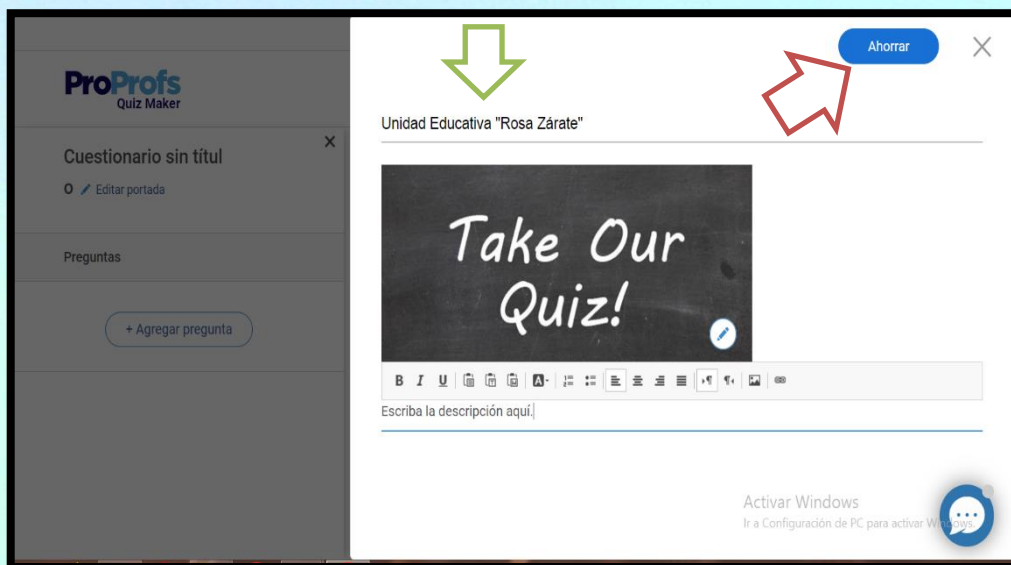 Ahorrar
ProProfs
Quiz Maker
Cuestionario sin títul
o Editar portada
Preguntas
+ Agregar pregunta
Unidad Educativa "Rosa Zárate"
Take Our
Quiz!
B I U
Escriba la descripción aquí.
Activar Windows
Ir a Configuración de PC para activar Windows.